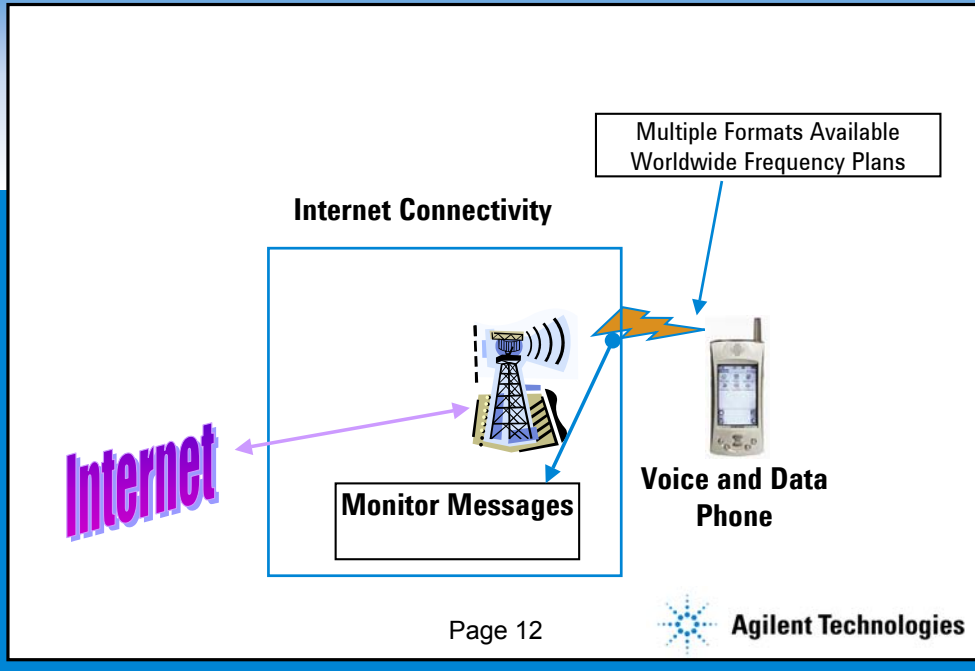 Multiple Formats Available
Worldwide Frequency Plans
Internet Connectivity
Internet
Monitor Messages
Voice and Data
Phone
Page 12
Agilent Technologies